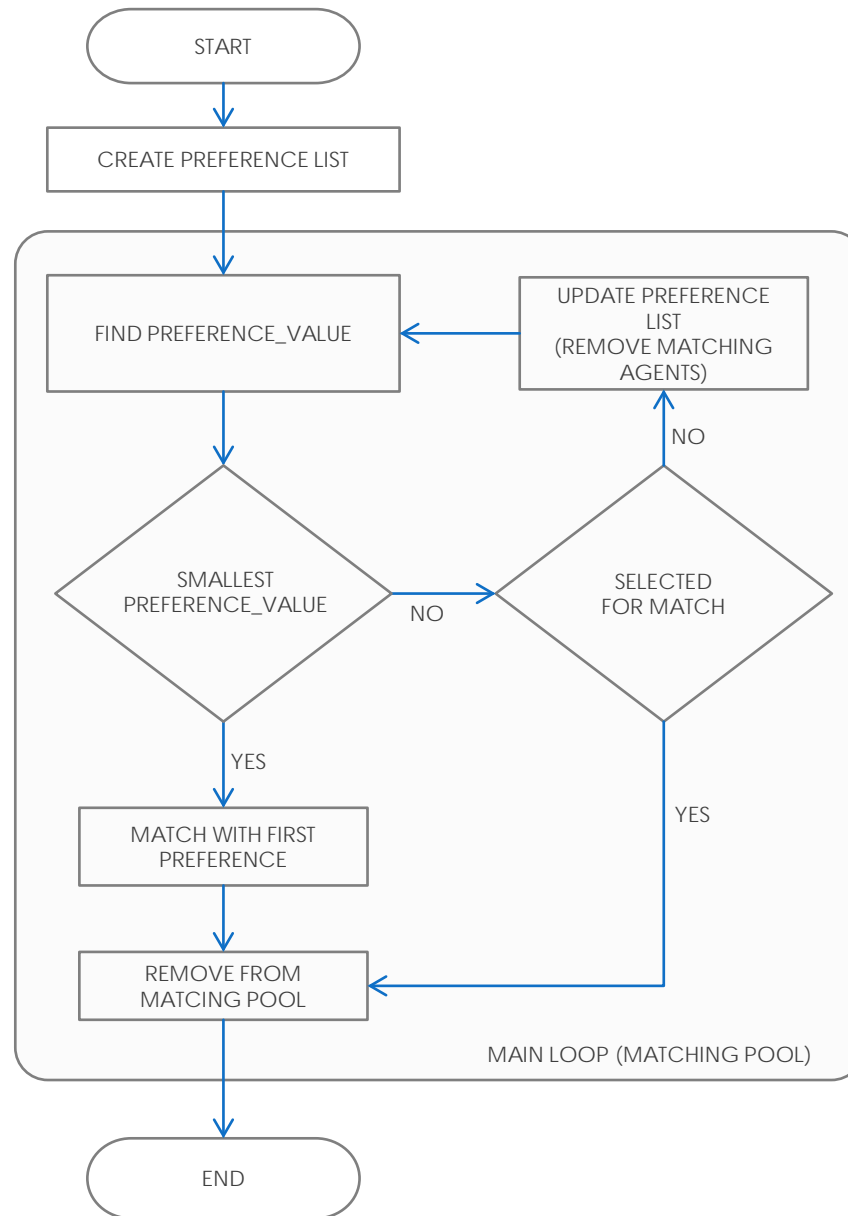 START
CREATE PREFERENCE LIST
FIND PREFERENCE_VALUE
UPDATE PREFERENCE
LIST
(REMOVE MATCHING
AGENTS)
NO
SMALLEST
PREFERENCE_VALUE
NO
SELECTED
FOR MATCH
YES
YES
MATCH WITH FIRST
PREFERENCE
REMOVE FROM
MATCING POOL
MAIN LOOP (MATCHING POOL)
END